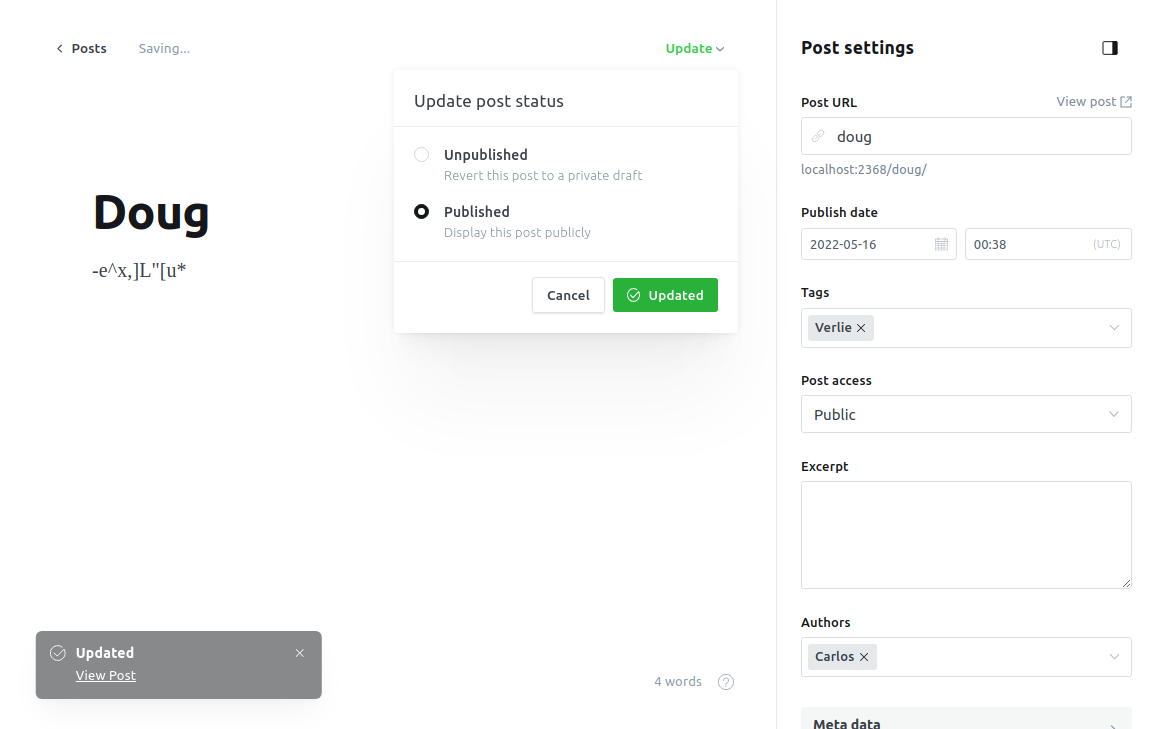 Posts
Saving...
Update
Update post status
Unpublished
Revert this post to a private draft
Published
Display this post publicly
Cancel
Updated
Doug
-e^x,]L"[u*
Updated
View Post
4 words
?
Post settings
Post URL
View post
doug
localhost:2368/doug/
Publish date
2022-05-16
00:38
(UTC)
Tags
Verlie
Post access
Public
Excerpt
Authors
Carlos
Meta data